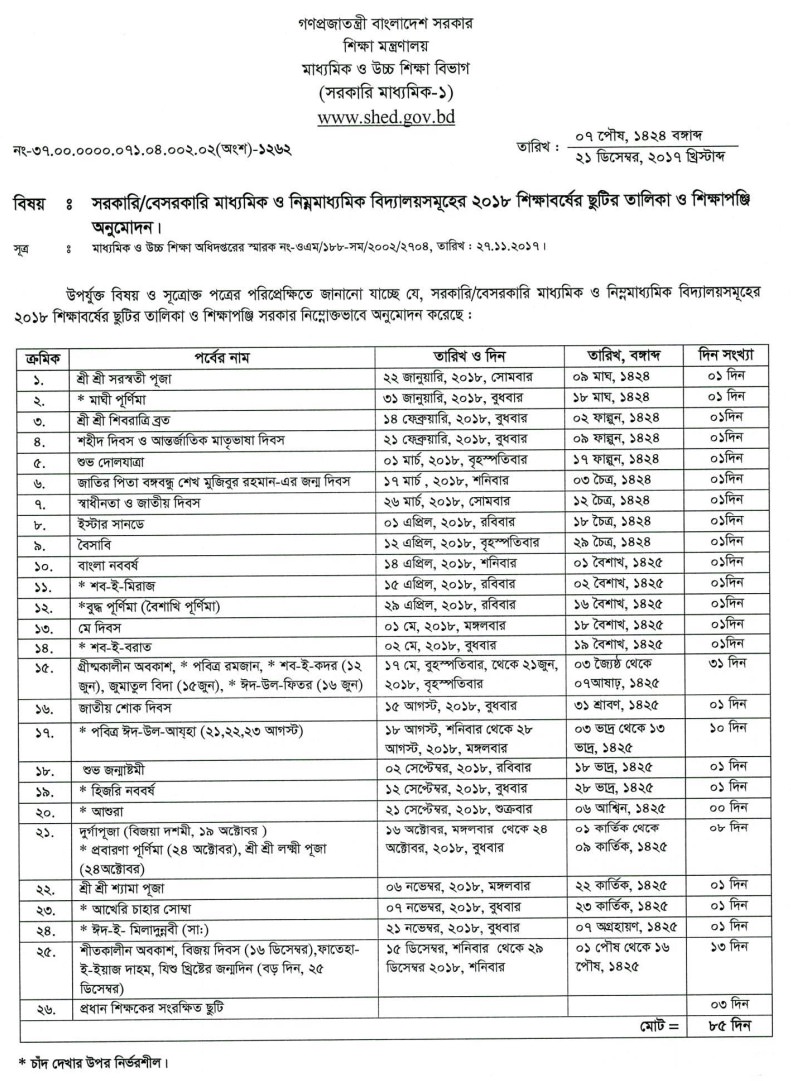 গণপ্রজাতন্ত্রী বাংলাদেশ সরকার
শিক্ষা মন্ত্রণালয়
মাধ্যমিক ও উচ্চ শিক্ষা বিভাগ
(সরকারি মাধ্যমিক-১)
www.shed.gov.bd
নং-৩৭.০০.০০০০.০৭১.০৪.০০২.০২(অংশ)-১২৬২ তারিখ : ০৭ পৌষ, ১৪২৪ বঙ্গাব্দ
২১ ডিসেম্বর, ২০১৭ খ্রিস্টাব্দ
বিষয় : সরকারি/বেসরকারি মাধ্যমিক ও নিম্নমাধ্যমিক বিদ্যালয়সমূহের ২০১৮ শিক্ষাবর্ষের ছুটির তালিকা ও শিক্ষাপঞ্জি
অনুমোদন।
সূত্র : মাধ্যমিক ও উচ্চ শিক্ষা অধিদপ্তরের স্মারক নং-ওএম/১৮৮-সম/২০০২/২৭০৪, তারিখ : ২৭.১১.২০১৭।
উপর্যুক্ত বিষয় ও সূত্রোক্ত পত্রের পরিপ্রেক্ষিতে জানানো যাচ্ছে যে, সরকারি/বেসরকারি মাধ্যমিক ও নিম্নমাধ্যমিক বিদ্যালয়সমূহের
২০১৮ শিক্ষাবর্ষের ছুটির তালিকা ও শিক্ষাপঞ্জি সরকার নিম্নোক্তভাবে অনুমোদন করেছে :
ক্রমিক পর্বের নাম তারিখ ও দিন তারিখ, বঙ্গাব্দ দিন সংখ্যা
১. শ্রী শ্রী সরস্বতী পূজা ২২ জানুয়ারি, ২০১৮, সোমবার ০৯ মাঘ, ১৪২৪ ০১ দিন
২. * মাঘী পূর্ণিমা ৩১ জানুয়ারি, ২০১৮, বুধবার ১৮ মাঘ, ১৪২৪ ০১ দিন
৩. শ্রী শ্রী শিবরাত্রি ব্রত ১৪ ফেব্রুয়ারি, ২০১৮, বুধবার ০২ ফাল্গুন, ১৪২৪ ০১দিন
৪. শহীদ দিবস ও আন্তর্জাতিক মাতৃভাষা দিবস ২১ ফেব্রুয়ারি, ২০১৮, বুধবার ০৯ ফাল্গুন, ১৪২৪ ০১দিন
৫. শুভ দোলযাত্রা ০১ মার্চ, ২০১৮, বৃহস্পতিবার ১৭ ফাল্গুন, ১৪২৪ ০১দিন
৬. জাতির পিতা বঙ্গবন্ধু শেখ মুজিবুর রহমান-এর জন্ম দিবস ১৭ মার্চ , ২০১৮, শনিবার ০৩ চৈত্র, ১৪২৪ ০১দিন
৭. স্বাধীনতা ও জাতীয় দিবস ২৬ মার্চ, ২০১৮, সোমবার ১২ চৈত্র, ১৪২৪ ০১দিন
৮. ইস্টার সানডে ০১ এপ্রিল, ২০১৮, রবিবার ১৮ চৈত্র, ১৪২৪ ০১দিন
৯. বৈসাবি ১২ এপ্রিল, ২০১৮, বৃহস্পতিবার ২৯ চৈত্র, ১৪২৪ ০১দিন
১০. বাংলা নববর্ষ ১৪ এপ্রিল, ২০১৮, শনিবার ০১ বৈশাখ, ১৪২৫ ০১দিন
১১. * শব-ই-মিরাজ ১৫ এপ্রিল, ২০১৮, রবিবার ০২ বৈশাখ, ১৪২৫ ০১দিন
১২. *বুদ্ধ পূর্ণিমা (বৈশাখি পূর্ণিমা) ২৯ এপ্রিল, ২০১৮, রবিবার ১৬ বৈশাখ, ১৪২৫ ০১দিন
১৩. মে দিবস ০১ মে, ২০১৮, মঙ্গলবার ১৮ বৈশাখ, ১৪২৫ ০১দিন
১৪. * শব-ই-বরাত ০২ মে, ২০১৮, বুধবার ১৯ বৈশাখ, ১৪২৫ ০১দিন
১৫. গ্রীষ্মকালীন অবকাশ, * পবিত্র রমজান, * শব-ই-কদর (১২ ১৭ মে, বৃহস্পতিবার, থেকে ২১জুন, ০৩ জ্যৈষ্ঠ থেকে ৩১ দিন
জুন), জুমাতুল বিদা (১৫জুন), * ঈদ-উল-ফিতর (১৬ জুন) ২০১৮, বৃহস্পতিবার ০৭আষাঢ়, ১৪২৫
১৬. জাতীয় শোক দিবস ১৫ আগস্ট, ২০১৮, বুধবার ৩১ শ্রাবণ, ১৪২৫ ০১ দিন
১৭. * পবিত্র ঈদ-উল-আয্হা (২১,২২,২৩ আগস্ট) ১৮ আগস্ট, শনিবার থেকে ২৮ ০৩ ভাদ্র থেকে ১৩ ১০ দিন
আগস্ট, ২০১৮, মঙ্গলবার ভাদ্র, ১৪২৫
১৮. শুভ জন্মাষ্টমী ০২ সেপ্টেম্বর, ২০১৮, রবিবার ১৮ ভাদ্র, ১৪২৫ ০১ দিন
১৯. * হিজরি নববর্ষ ১২ সেপ্টেম্বর, ২০১৮, বুধবার ২৮ ভাদ্র, ১৪২৫ ০১ দিন
২০. * আশুরা ২১ সেপ্টেম্বর, ২০১৮, শুক্রবার ০৬ আশ্বিন, ১৪২৫ ০০ দিন
২১. দুর্গাপূজা (বিজয়া দশমী, ১৯ অক্টোবর ) ১৬ অক্টোবর, মঙ্গলবার থেকে ২৪ ০১ কার্তিক থেকে ০৮ দিন
* প্রবারণা পূর্ণিমা (২৪ অক্টোবর), শ্রী শ্রী লক্ষ্মী পূজা অক্টোবর, ২০১৮, বুধবার ০৯ কার্তিক, ১৪২৫
(২৪অক্টোবর)
২২. শ্রী শ্রী শ্যামা পূজা ০৬ নভেম্বর, ২০১৮, মঙ্গলবার ২২ কার্তিক, ১৪২৫ ০১ দিন
২৩. * আখেরি চাহার সোম্বা ০৭ নভেম্বর, ২০১৮, বুধবার ২৩ কার্তিক, ১৪২৫ ০১ দিন
২৪. * ঈদ-ই- মিলাদুন্নবী (সা:) ২১ নভেম্বর, ২০১৮, বুধবার ০৭ অগ্রহায়ণ, ১৪২৫ ০১ দিন
২৫. শীতকালীন অবকাশ, বিজয় দিবস (১৬ ডিসেম্বর),ফাতেহা- ১৫ ডিসেম্বর, শনিবার থেকে ২৯ ০১ পৌষ থেকে ১৬ ১৩ দিন
ই-ইয়াজ দাহম, যিশু খ্রিষ্টের জন্মদিন (বড় দিন, ২৫ ডিসেম্বর ২০১৮, শনিবার পৌষ, ১৪২৫
ডিসেম্বর)
২৬. প্রধান শিক্ষকের সংরক্ষিত ছুটি ০৩ দিন
মোট = ৮৫ দিন
* চাঁদ দেখার উপর নির্ভরশীল।